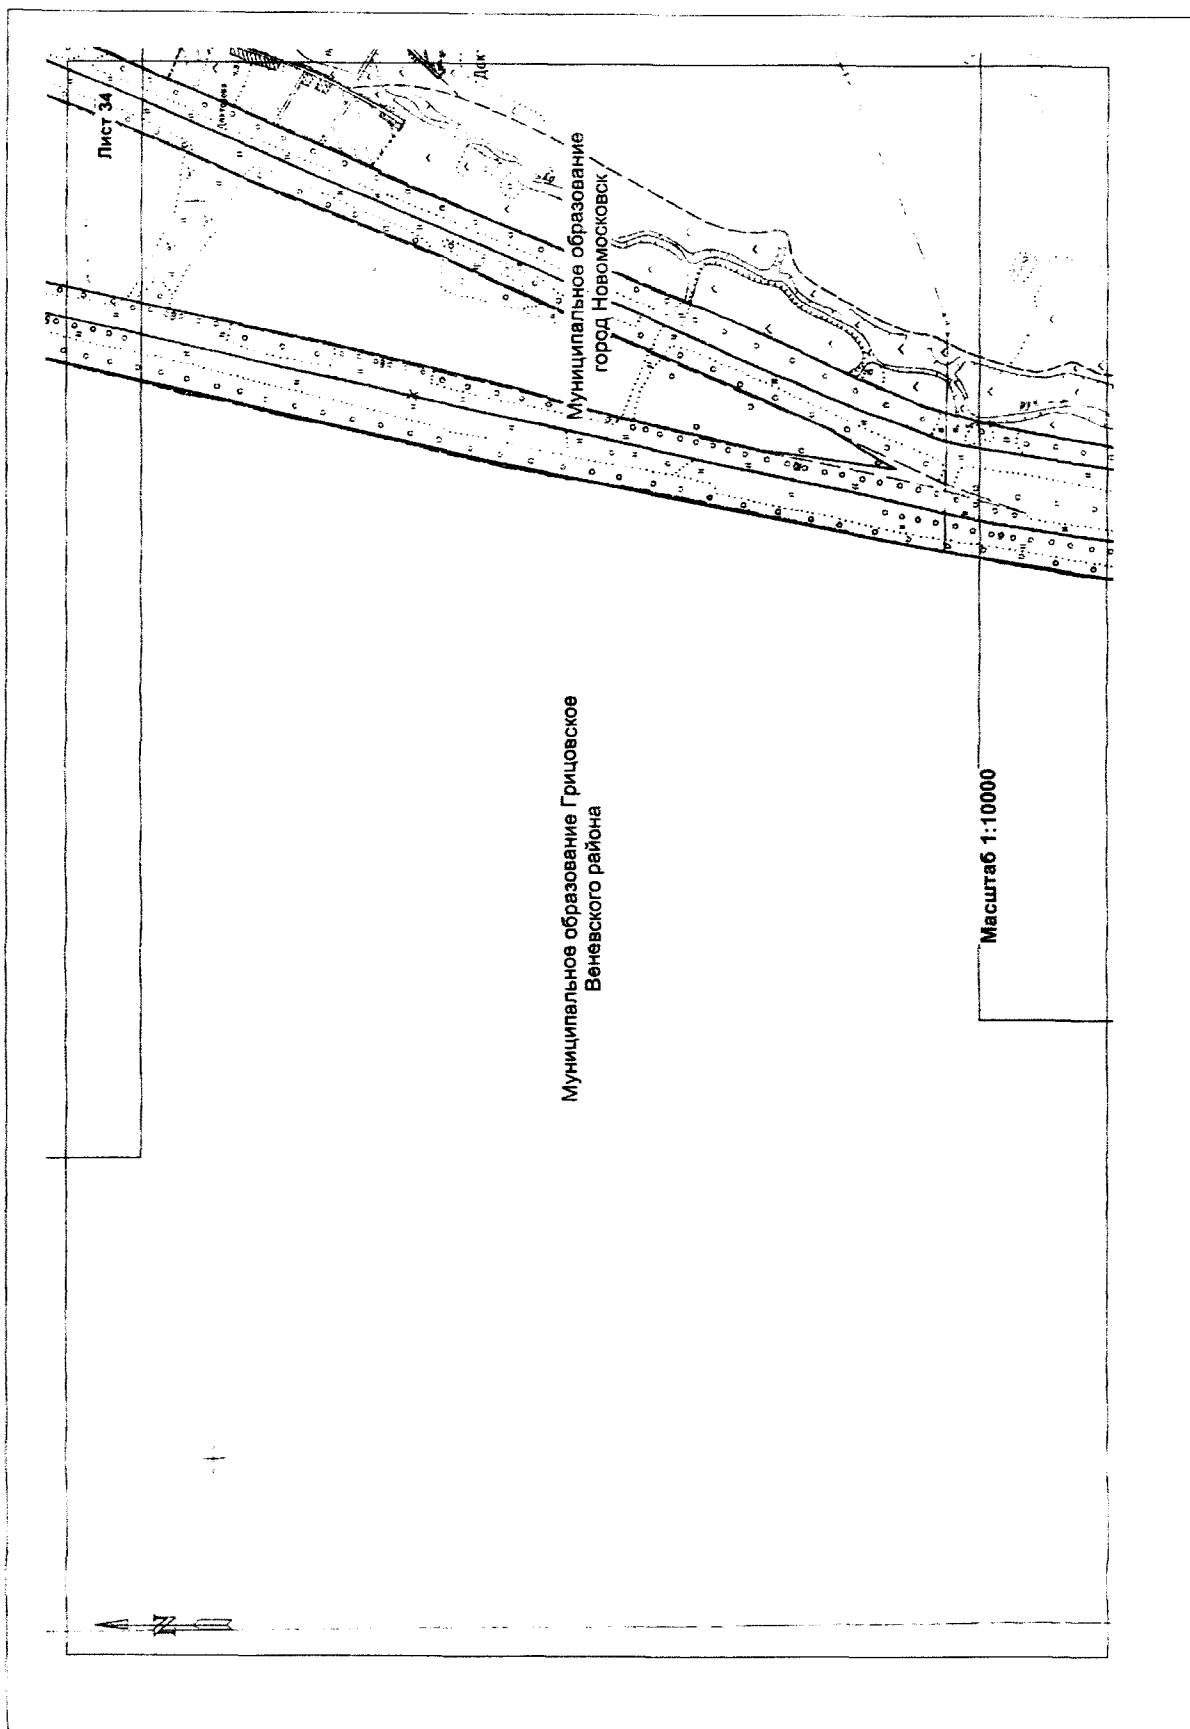 Лист 34
Муниципальное образование
город Новомосковск
Муниципальное образование Грицовское
Веневского района
Масштаб 1:10000
N